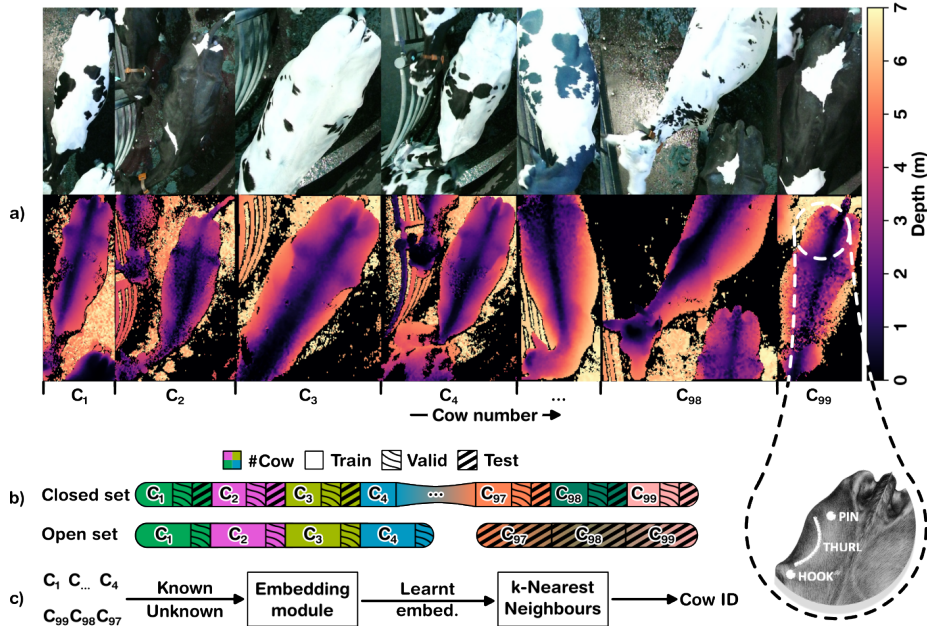 a)
7
6
5
4
3
2
1
0
Depth (m)
C1 C2 C3 C4 ... C98 C99
Cow number
#Cow Train Valid Test
b) Closed set C1 C2 C3 C4 ... C97 C98 C99
Open set C1 C2 C3 C4 C97 C98 C99
PIN
THURL
HOOK
c) C1 C... C4
C99C98C97
Known
Unknown
Embedding
module
Learnt
embed.
k-Nearest
Neighbours
Cow ID